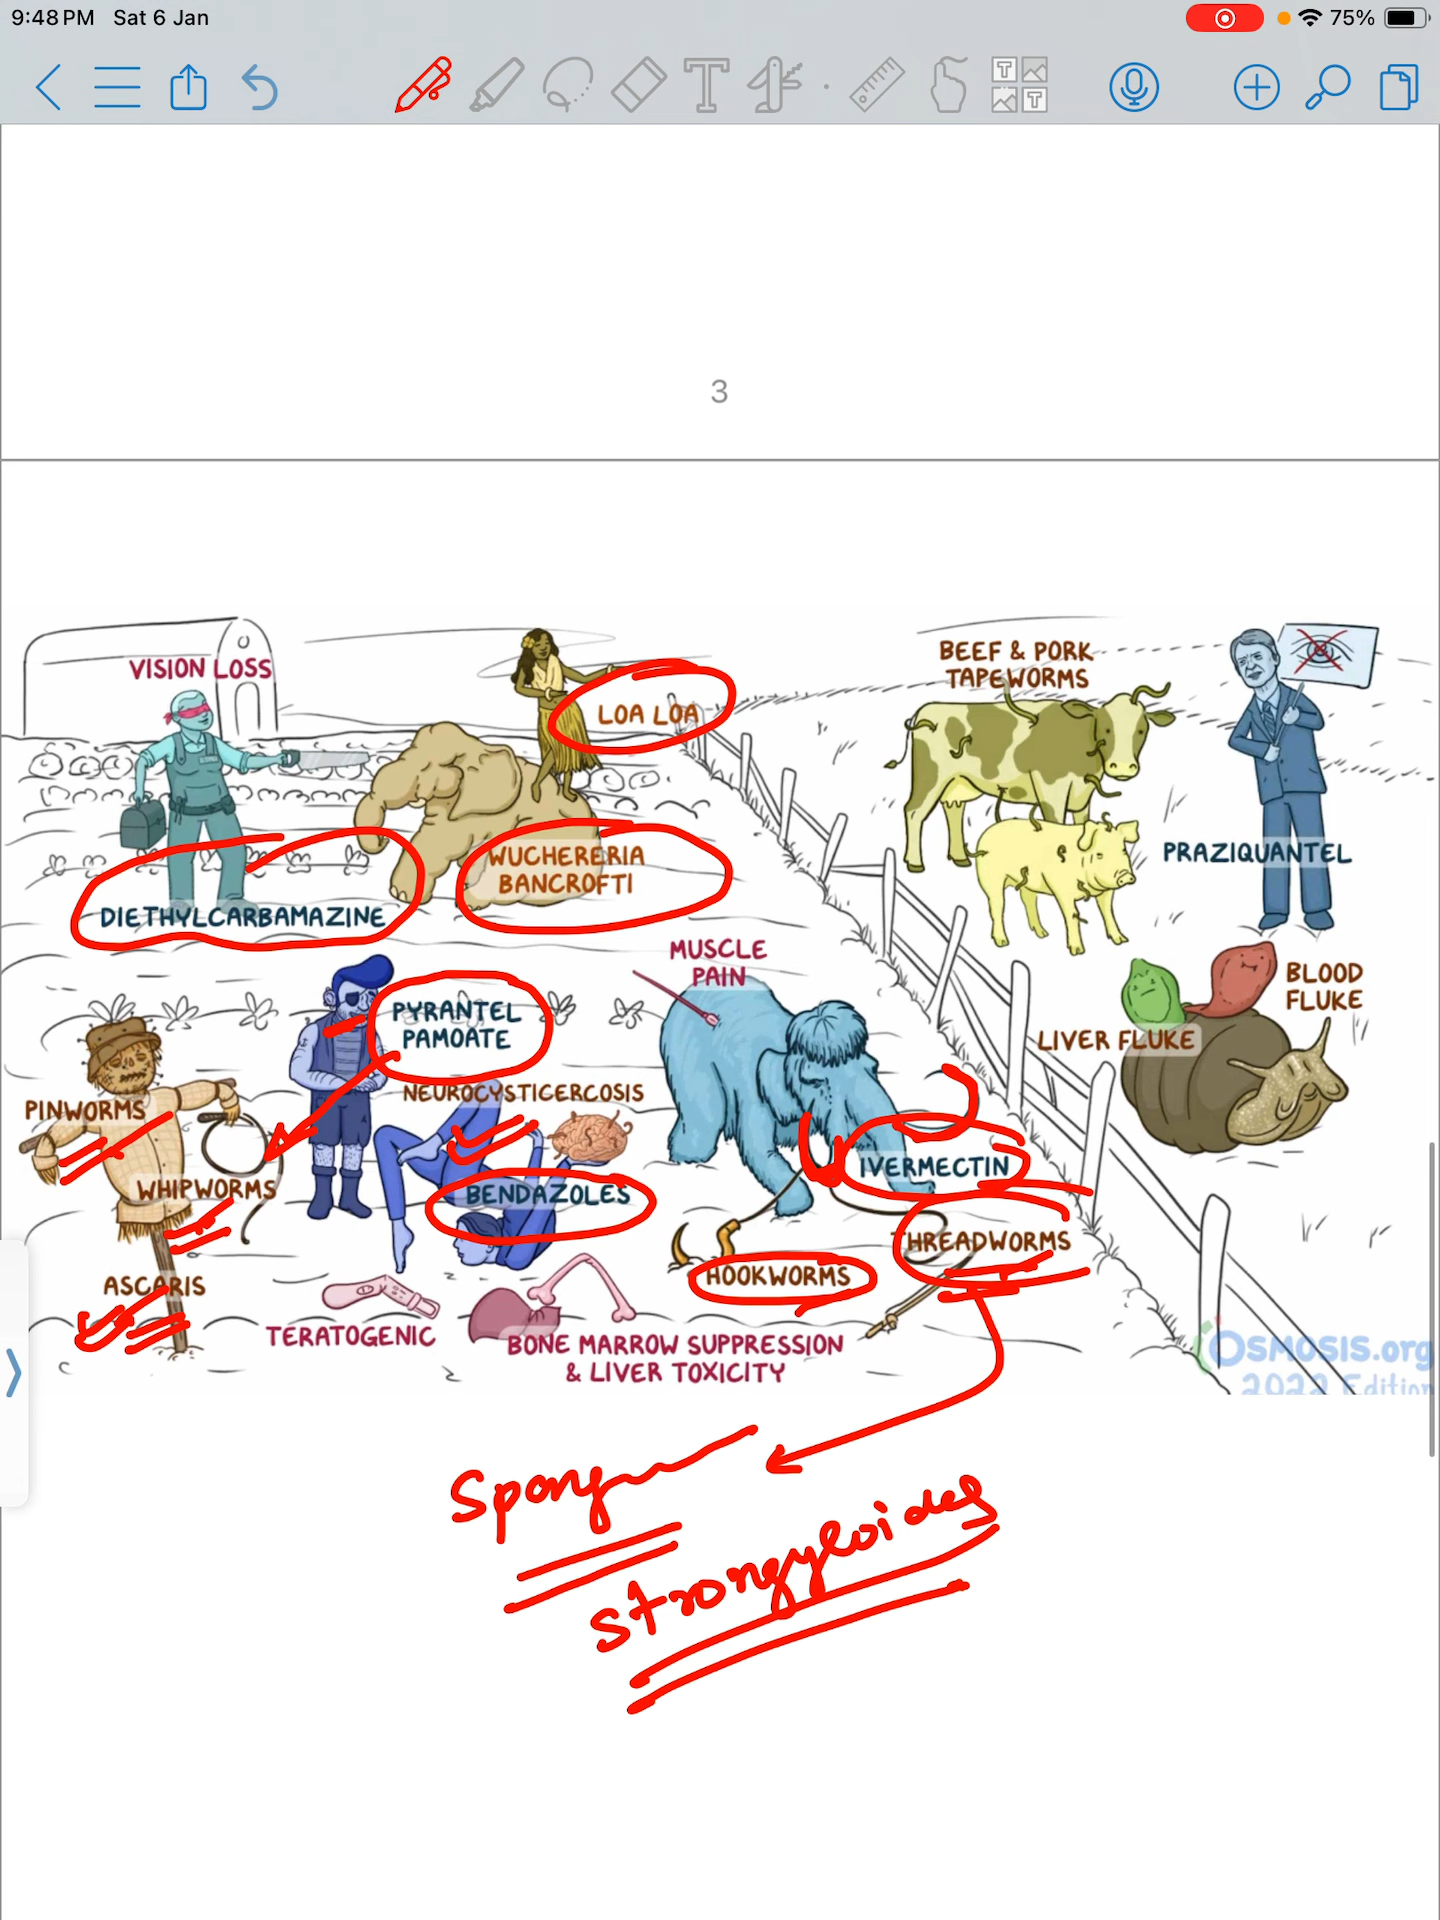 9:48 PM Sat 6 Jan
75%
3
VISION LOSS
LOA LOA
BEEF & PORK
TAPEWORMS
WUCHERERIA
BANCROFTI
DIETHYLCARBAMAZINE
PRAZIQUANTEL
MUSCLE
PAIN
PYRANTEL
PAMOATE
BLOOD
FLUKE
LIVER FLUKE
NEUROCYSTICERCOSIS
PINWORMS
WHIPWORMS
BENDAZOLES
IVERMECTIN
THREADWORMS
HOOKWORMS
ASCARIS
TERATOGENIC
BONE MARROW SUPPRESSION
& LIVER TOXICITY
OSMOSIS.org
2022 Edition
strongyloides